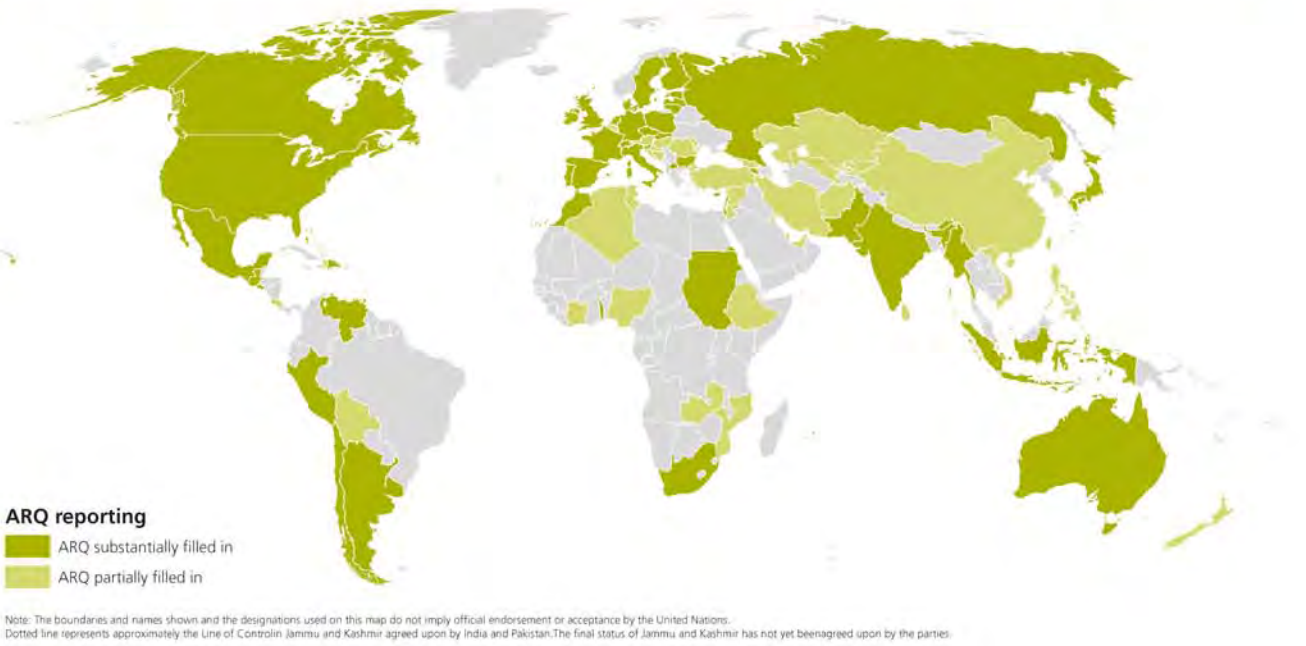 ARQ reporting
ARQ substantially filled in
ARQ partially filled in
Note: The boundaries and names shown and the designations used on this map do not imply official endorsement or acceptance by the United Nations.
Dotted line represents approximately the Line of Controlin Jammu and Kashmir agreed upon by India and Pakistan.The final status of Jammu and Kashmir has not yet beenagreed upon by the parties.